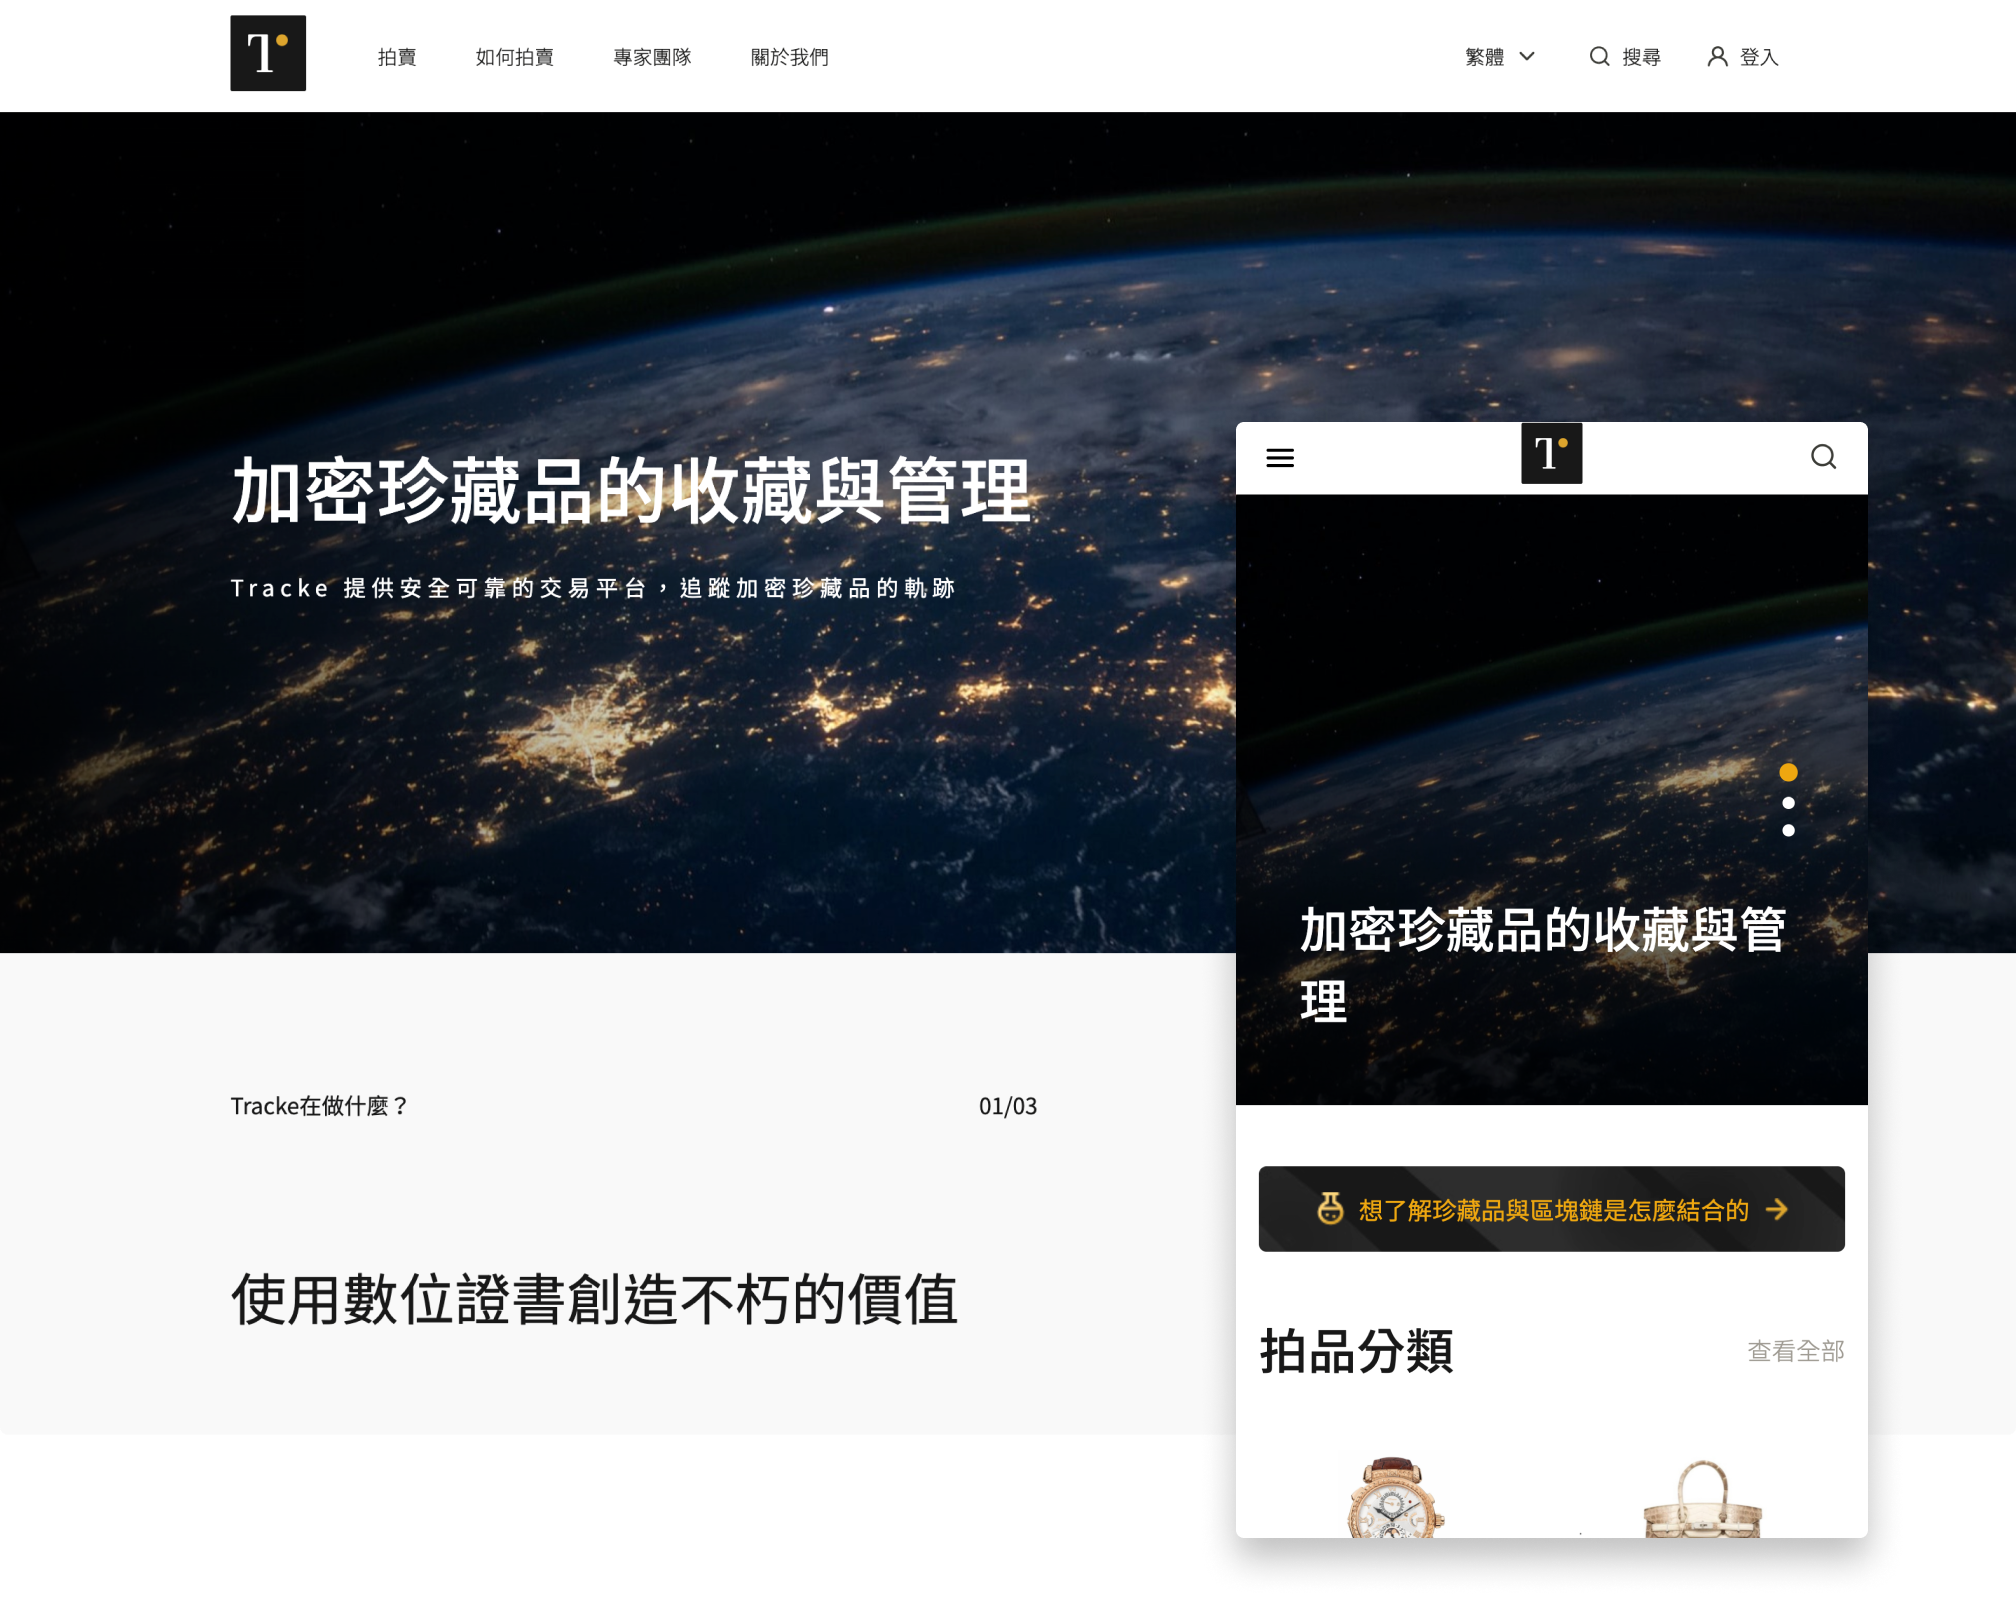 T
拍賣
如何拍賣
專家團隊
關於我們
繁體
搜尋
登入
加密珍藏品的收藏與管理
Tracke 提供安全可靠的交易平台，追蹤加密珍藏品的軌跡
Tracke在做什麼？
01/03
使用數位證書創造不朽的價值
T
加密珍藏品的收藏與管
理
想了解珍藏品與區塊鏈是怎麼結合的
拍品分類
查看全部